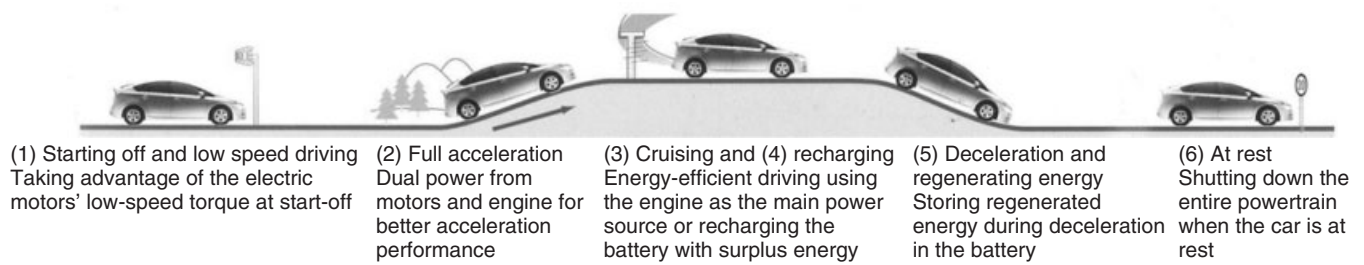 (1) Starting off and low speed driving
Taking advantage of the electric
motors' low-speed torque at start-off
(2) Full acceleration
Dual power from
motors and engine for
better acceleration
performance
(3) Cruising and (4) recharging
Energy-efficient driving using
the engine as the main power
source or recharging the
battery with surplus energy
(5) Deceleration and
regenerating energy
Storing regenerated
energy during deceleration
in the battery
(6) At rest
Shutting down the
entire powertrain
when the car is at
rest